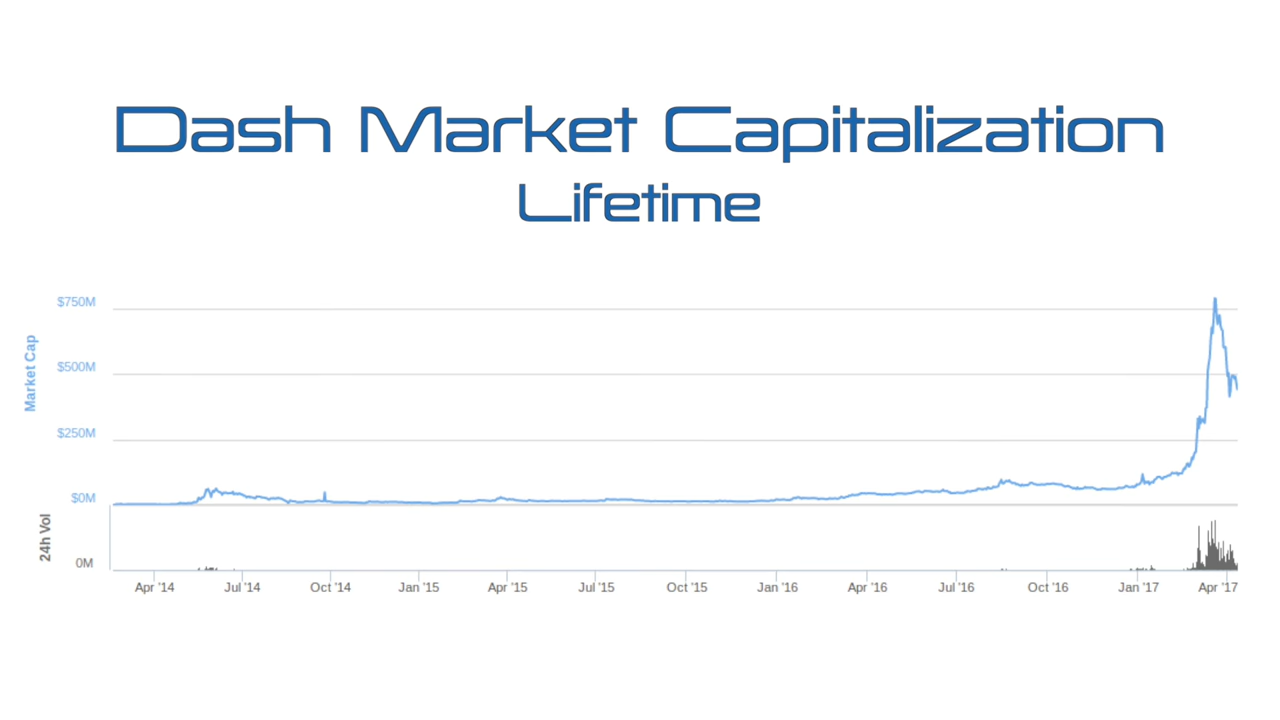 Dash Market Capitalization
Lifetime
$750M
$500M
$250M
$0M
Market Cap
0M
24h Vol
Apr '14 Jul '14 Oct '14 Jan '15 Apr '15 Jul '15 Oct '15 Jan '16 Apr '16 Jul '16 Oct '16 Jan '17 Apr '17